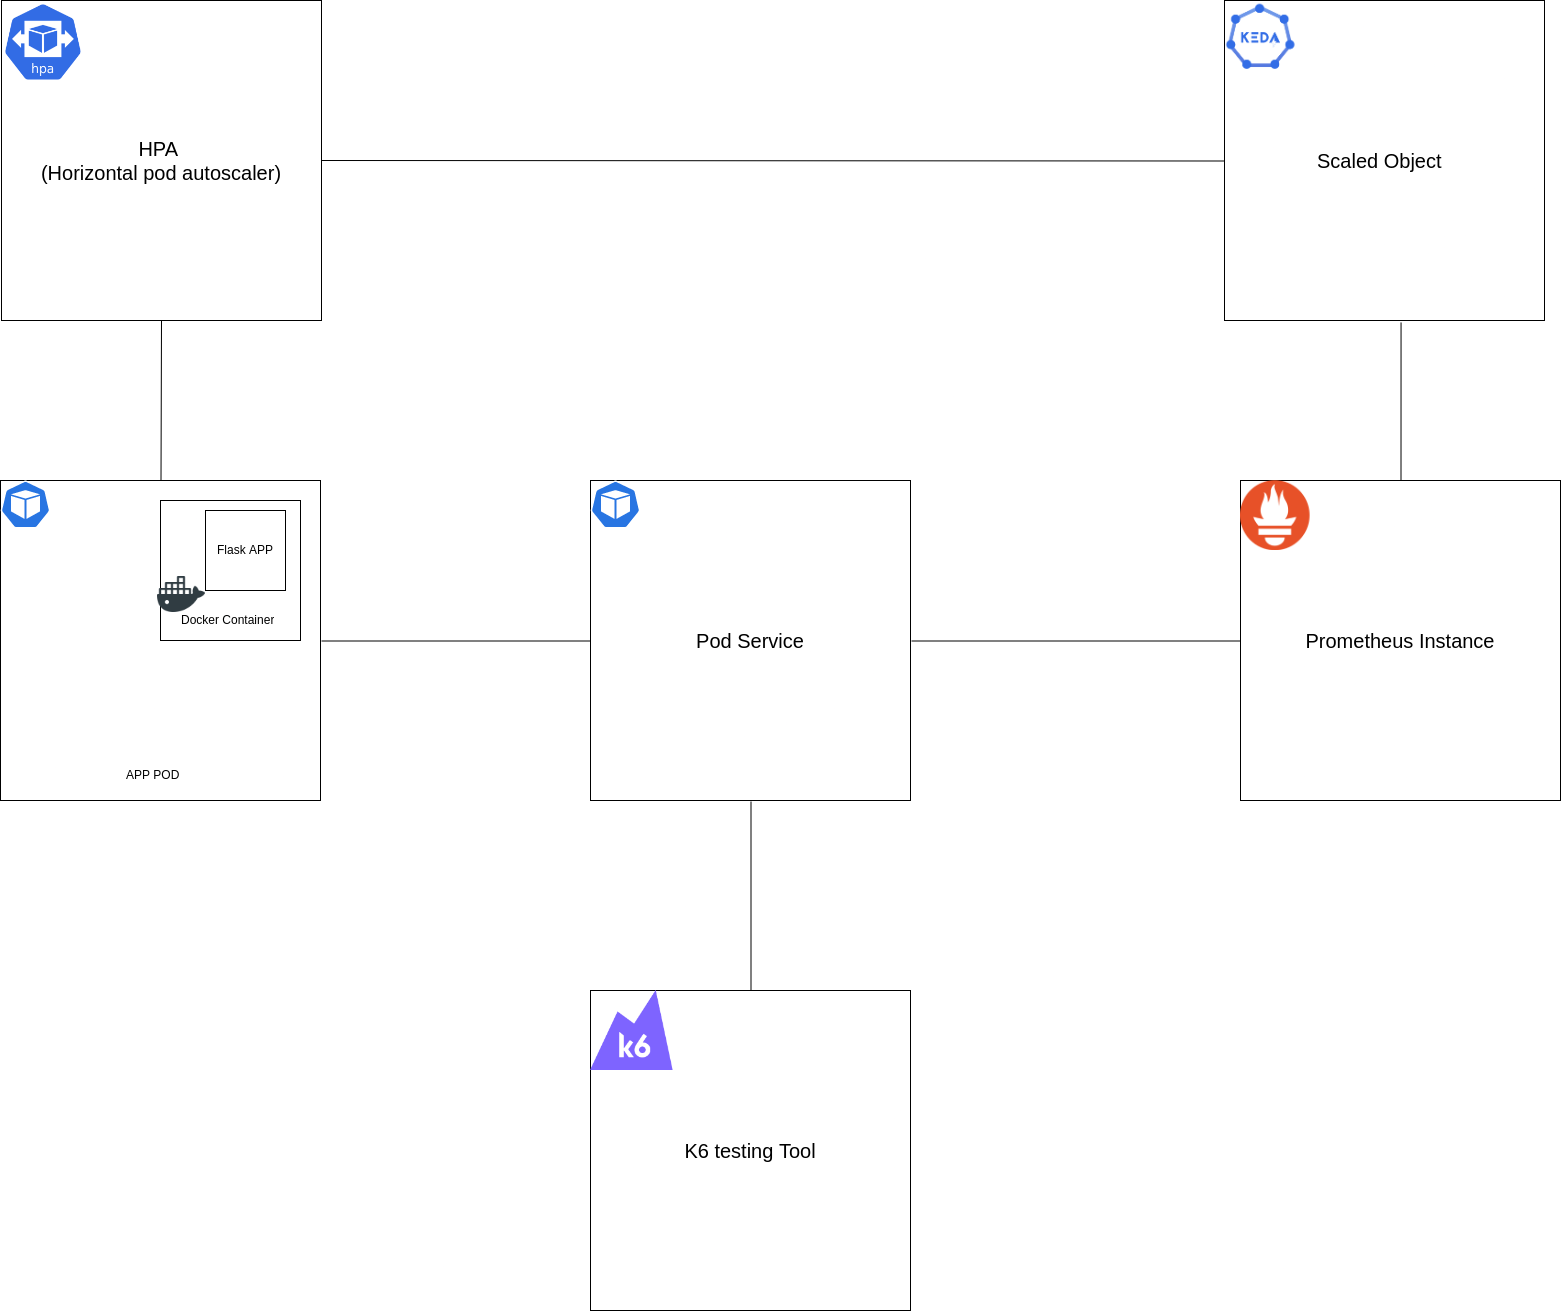 hpa
HPA
(Horizontal pod autoscaler)
KEDA
Scaled Object
Flask APP
Docker Container
APP POD
Pod Service
Prometheus Instance
k6
K6 testing Tool